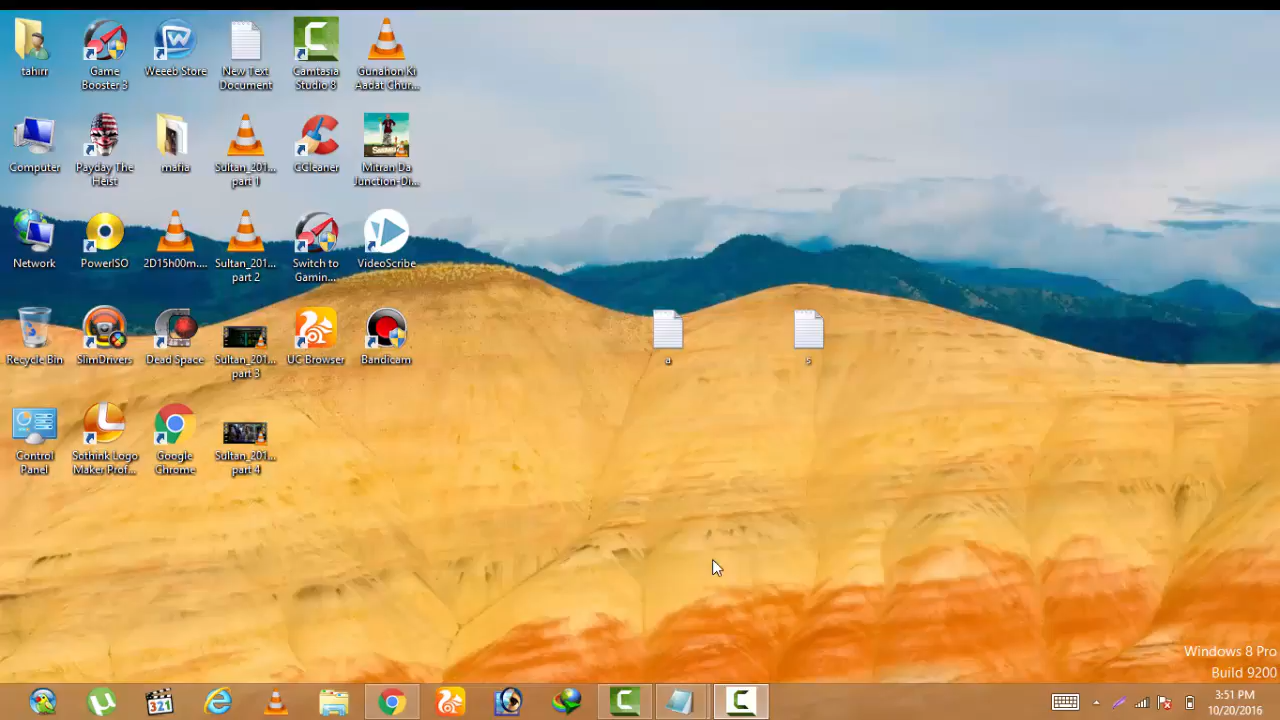 tahirr
Game
Booster 3
Weeeb Store
New Text
Document
Camtasia
Studio 8
Gunahon Ki
Aadat Chur...
Computer
Payday The
Heist
mafia
Sultan_201...
part 1
CCleaner
Mitran Da
Junction-Di...
Network
PowerISO
2D15h00m....
Sultan_201...
part 2
Switch to
Gamin...
VideoScribe
Recycle Bin
SlimDrivers
Dead Space
Sultan_201...
part 3
UC Browser
Bandicam
a
s
Control
Panel
Sothink Logo
Maker Prof...
Google
Chrome
Sultan_201...
part 4
Windows 8 Pro
Build 9200
321
3:51 PM
10/20/2016